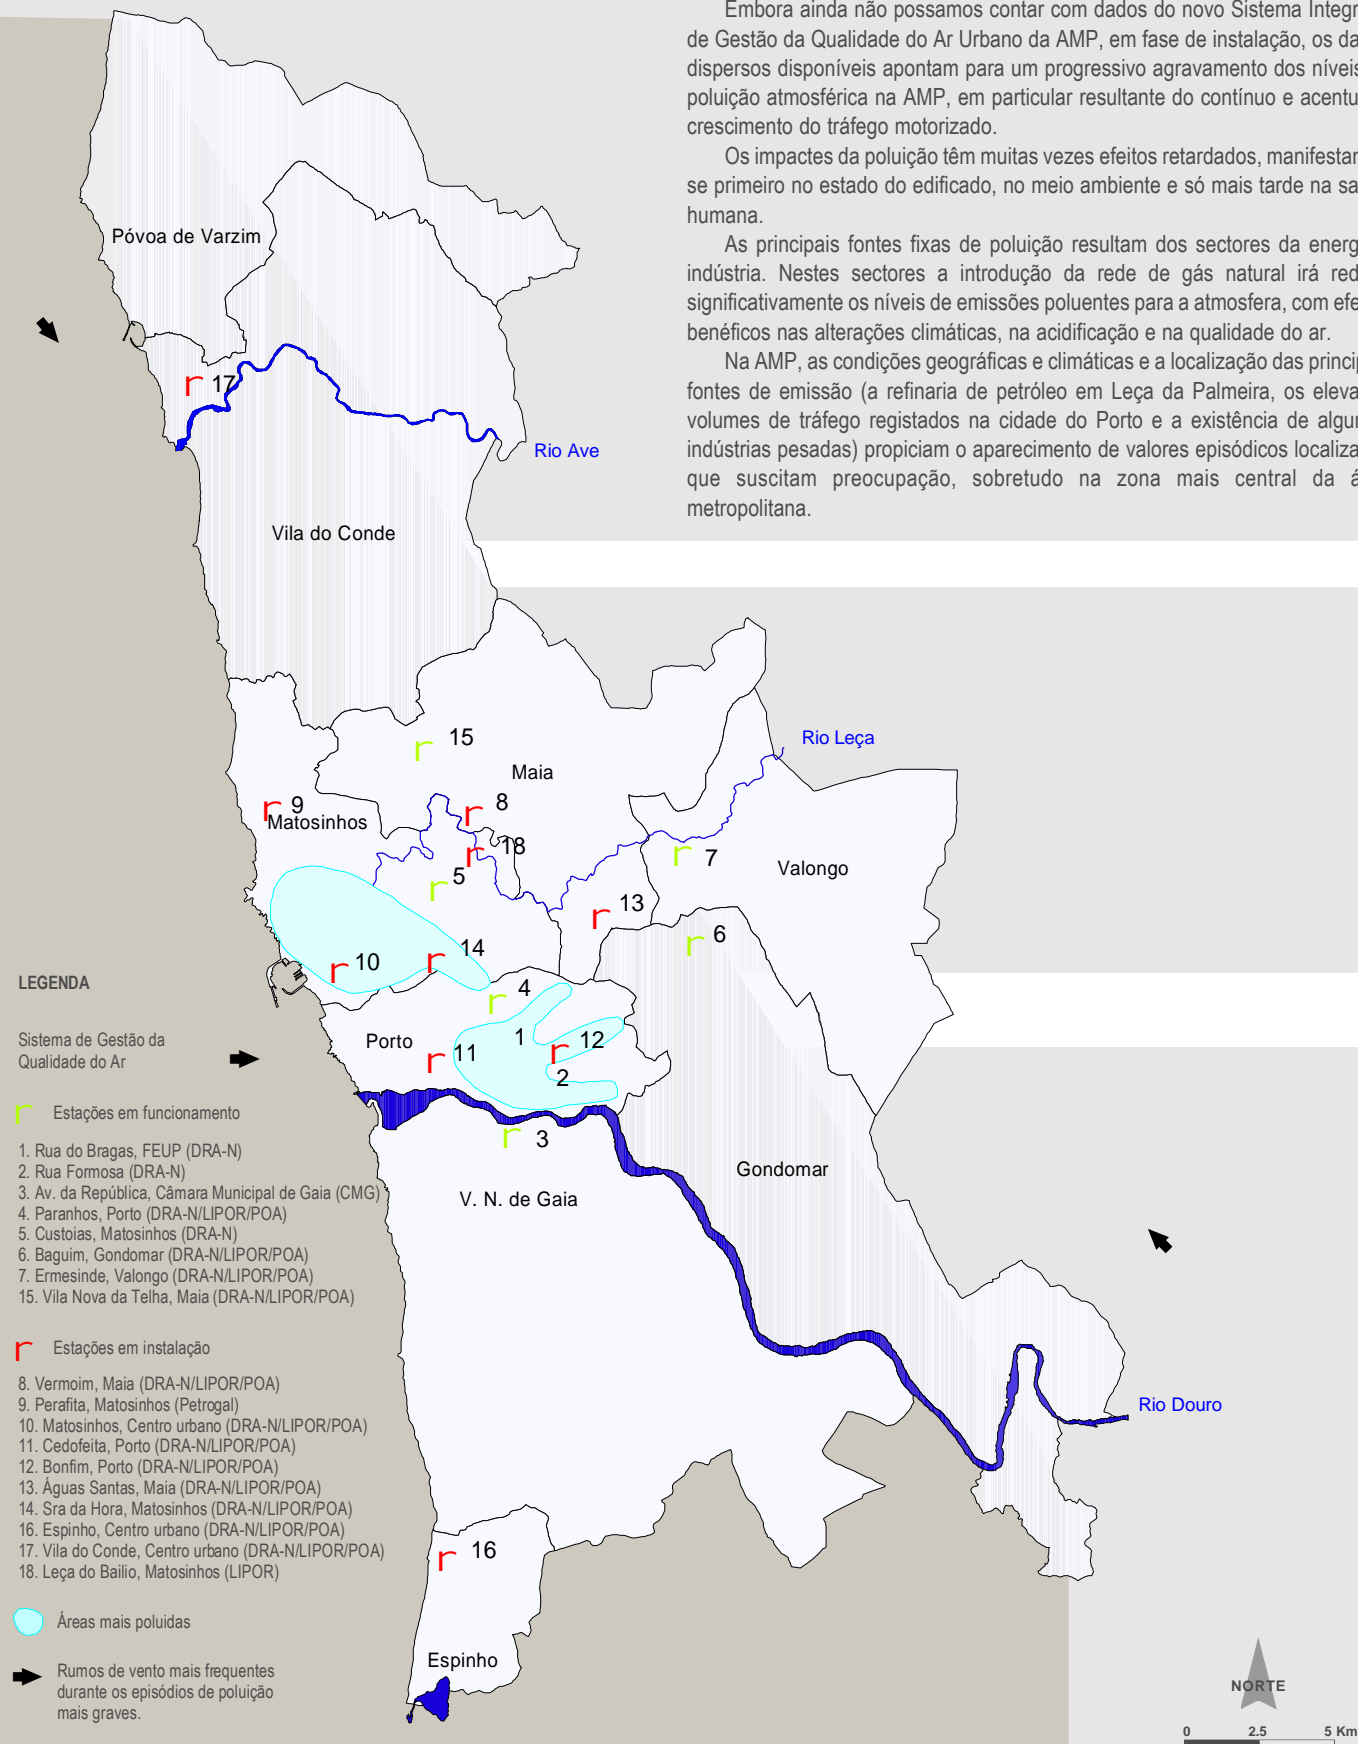 Embora ainda não possamos contar com dados do novo Sistema Integr
de Gestão da Qualidade do Ar Urbano da AMP, em fase de instalação, os da
dispersos disponíveis apontam para um progressivo agravamento dos níveis
poluição atmosférica na AMP, em particular resultante do contínuo e acentu
crescimento do tráfego motorizado.
Os impactes da poluição têm muitas vezes efeitos retardados, manifestar
se primeiro no estado do edificado, no meio ambiente e só mais tarde na sa
humana.
As principais fontes fixas de poluição resultam dos sectores da energ
indústria. Nestes sectores a introdução da rede de gás natural irá red
significativamente os níveis de emissões poluentes para a atmosfera, com efe
benéficos nas alterações climáticas, na acidificação e na qualidade do ar.
Na AMP, as condições geográficas e climáticas e a localização das princip
fontes de emissão (a refinaria de petróleo em Leça da Palmeira, os eleva
volumes de tráfego registados na cidade do Porto e a existência de algur
indústrias pesadas) propiciam o aparecimento de valores episódicos localiza
que suscitam preocupação, sobretudo na zona mais central da á
metropolitana.
Póvoa de Varzim
r 17
Rio Ave
Vila do Conde
r 15
Rio Leça
Maia
r 8
r 9
Matosinhos
r 18
r 7
Valongo
r 5
r 13
r 6
r 14
r 10
r 4
1
Porto
r 12
r 11
2
r 3
Gondomar
V. N. de Gaia
Rio Douro
r 16
Espinho
LEGENDA
Sistema de Gestão da
Qualidade do Ar
r Estações em funcionamento
1. Rua do Bragas, FEUP (DRA-N)
2. Rua Formosa (DRA-N)
3. Av. da República, Câmara Municipal de Gaia (CMG)
4. Paranhos, Porto (DRA-N/LIPOR/POA)
5. Custoias, Matosinhos (DRA-N)
6. Baguim, Gondomar (DRA-N/LIPOR/POA)
7. Ermesinde, Valongo (DRA-N/LIPOR/POA)
15. Vila Nova da Telha, Maia (DRA-N/LIPOR/POA)
r Estações em instalação
8. Vermoim, Maia (DRA-N/LIPOR/POA)
9. Perafita, Matosinhos (Petrogal)
10. Matosinhos, Centro urbano (DRA-N/LIPOR/POA)
11. Cedofeita, Porto (DRA-N/LIPOR/POA)
12. Bonfim, Porto (DRA-N/LIPOR/POA)
13. Águas Santas, Maia (DRA-N/LIPOR/POA)
14. Sra da Hora, Matosinhos (DRA-N/LIPOR/POA)
16. Espinho, Centro urbano (DRA-N/LIPOR/POA)
17. Vila do Conde, Centro urbano (DRA-N/LIPOR/POA)
18. Leça do Bailio, Matosinhos (LIPOR)
Áreas mais poluidas
Rumos de vento mais frequentes
durante os episódios de poluição
mais graves.
NORTE
0 2.5 5 Km